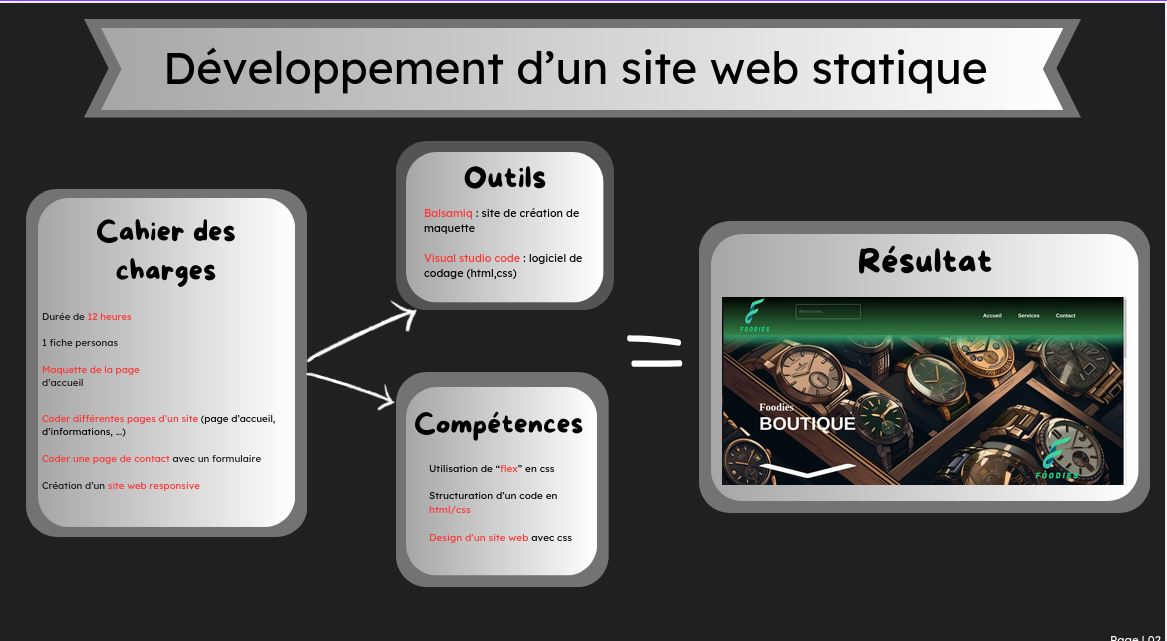 Développement d’un site web statique
Cahier des
charges
Durée de 12 heures
1 fiche personas
Maquette de la page
d’accueil
Coder différentes pages d’un site (page d’accueil,
d’informations, ...)
Coder une page de contact avec un formulaire
Création d’un site web responsive
Outils
Balsamiq : site de création de
maquette
Visual studio code : logiciel de
codage (html,css)
Compétences
Utilisation de “flex” en css
Structuration d’un code en
html/css
Design d’un site web avec css
Résultat
FOODIES
Rechercher...
Accueil Services Contact
Foodies
BOUTIQUE
FOODIES
Page | 02